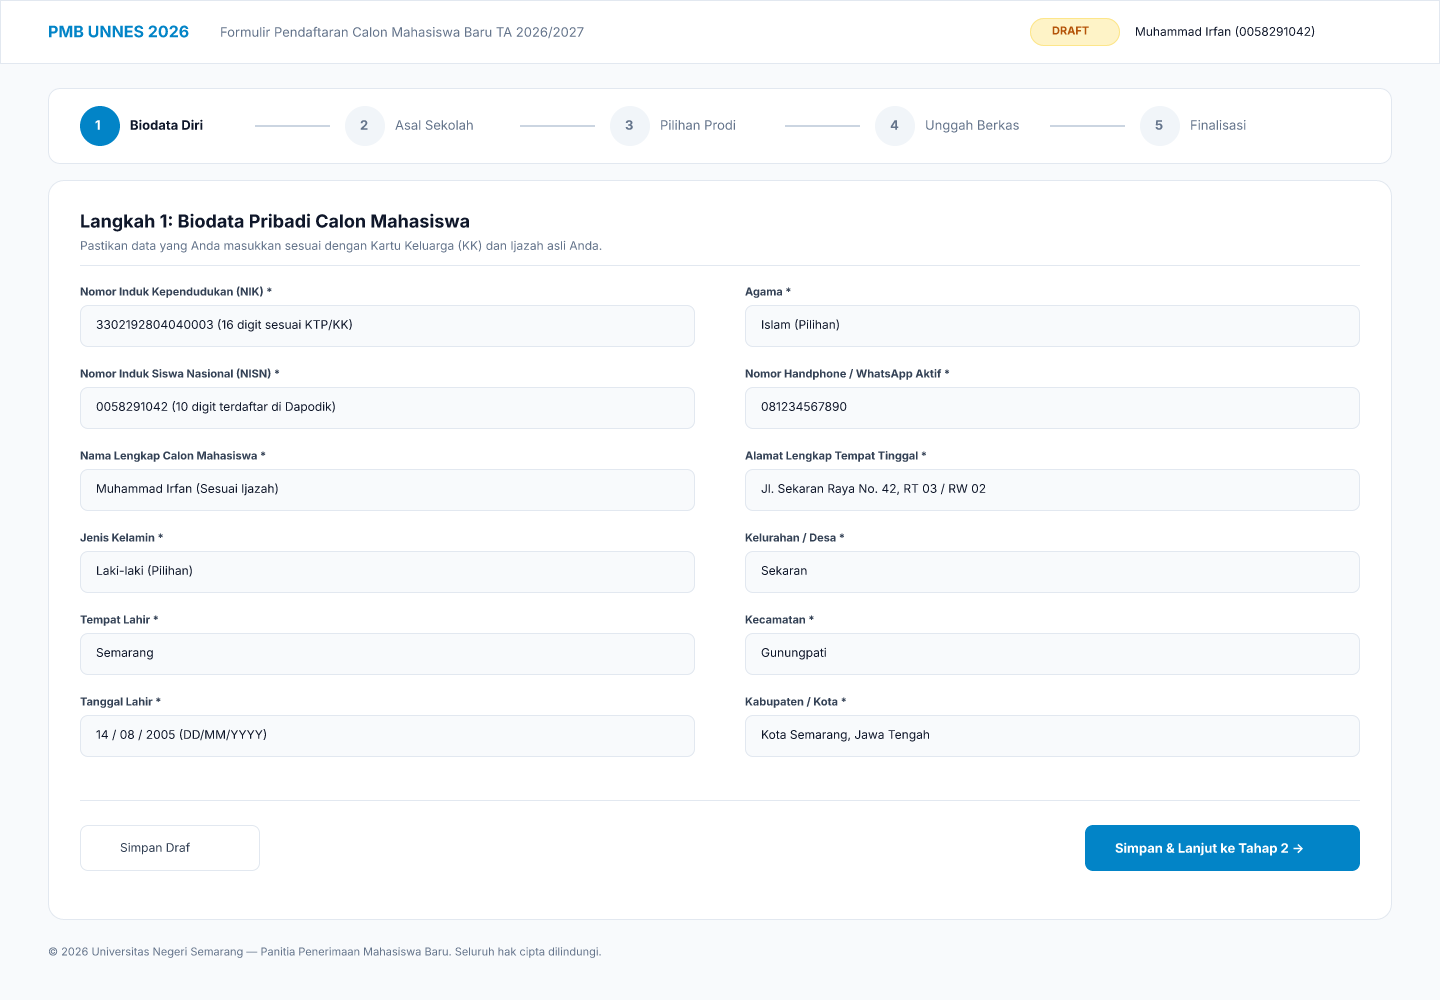 PMB UNNES 2026
Formulir Pendaftaran Calon Mahasiswa Baru TA 2026/2027
DRAFT
Muhammad Irfan (0058291042)
1
Biodata Diri
2
Asal Sekolah
3
Pilihan Prodi
4
Unggah Berkas
5
Finalisasi
Langkah 1: Biodata Pribadi Calon Mahasiswa
Pastikan data yang Anda masukkan sesuai dengan Kartu Keluarga (KK) dan Ijazah asli Anda.
Nomor Induk Kependudukan (NIK) *
3302192804040003 (16 digit sesuai KTP/KK)
Nomor Induk Siswa Nasional (NISN) *
0058291042 (10 digit terdaftar di Dapodik)
Nama Lengkap Calon Mahasiswa *
Muhammad Irfan (Sesuai Ijazah)
Jenis Kelamin *
Laki-laki (Pilihan)
Tempat Lahir *
Semarang
Tanggal Lahir *
14 / 08 / 2005 (DD/MM/YYYY)
Agama *
Islam (Pilihan)
Nomor Handphone / WhatsApp Aktif *
081234567890
Alamat Lengkap Tempat Tinggal *
Jl. Sekaran Raya No. 42, RT 03 / RW 02
Kelurahan / Desa *
Sekaran
Kecamatan *
Gunungpati
Kabupaten / Kota *
Kota Semarang, Jawa Tengah
Simpan Draf
Simpan & Lanjut ke Tahap 2 →
© 2026 Universitas Negeri Semarang — Panitia Penerimaan Mahasiswa Baru. Seluruh hak cipta dilindungi.